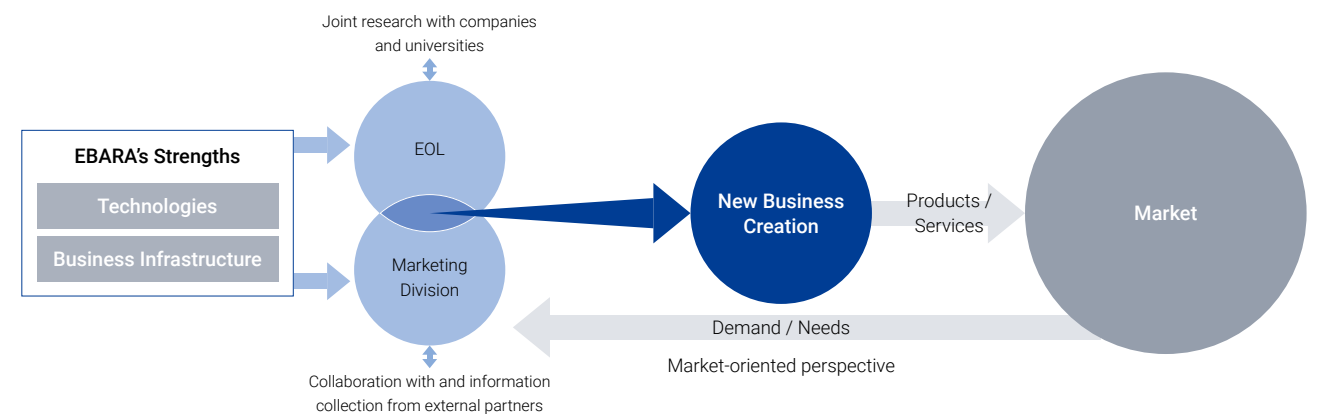 Joint research with companies
and universities
EBARA's Strengths
Technologies
Business Infrastructure
EOL
Marketing
Division
Collaboration with and information
collection from external partners
New Business
Creation
Products /
Services
Market
Demand / Needs
Market-oriented perspective